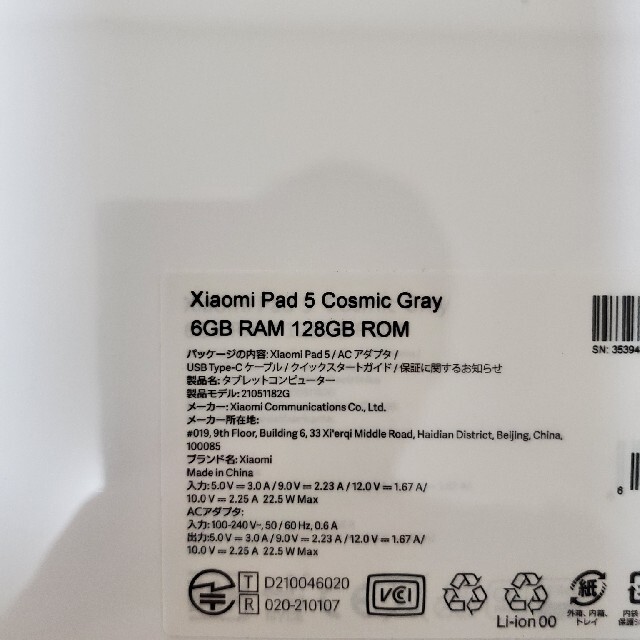 Xiaomi Pad 5 Cosmic Gray
6GB RAM 128GB ROM
パッケージの内容: Xiaomi Pad 5 / AC アダプタ /
USB Type-C ケーブル / クイックスタートガイド / 保証に関するお知らせ
製品名: タブレットコンピューター
製品モデル: 21051182G
メーカー: Xiaomi Communications Co., Ltd.
メーカー所在地:
#019, 9th Floor, Building 6, 33 Xi'erqi Middle Road, Haidian District, Beijing, China,
100085
ブランド名: Xiaomi
Made in China
入力: 5.0 V ⎓ 3.0 A / 9.0 V ⎓ 2.23 A / 12.0 V ⎓ 1.67 A/
10.0 V ⎓ 2.25 A 22.5 W Max
ACアダプタ:
入力: 100-240 V~, 50 / 60 Hz, 0.6 A
出力:5.0 V ⎓ 3.0 A / 9.0 V ⎓ 2.23 A / 12.0 V ⎓ 1.67 A/
10.0 V ⎓ 2.25 A 22.5 W Max
SN: 35394
6
T D210046020
R 020-210107
VCCI
Li-ion 00
紙
外箱、内箱、
トレイ
内袋
保護シ